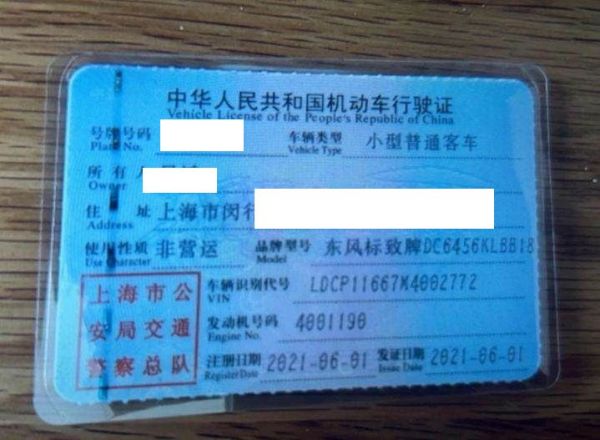 中华人民共和国机动车行驶证
Vehicle License of the People's Republic of China
号牌号码 车辆类型 小型普通客车
Plate No. Vehicle Type
所有人
Owner
住 址 上海市闵行
Address
使用性质 非营运 品牌型号 东风标致牌DC6456KLBB18
Use Character Model
上海市公 车辆识别代号 LDCP11667M4002772
VIN
安局交通 发动机号码 4001190
Engine No.
警察总队 注册日期 2021-06-01 发证日期 2021-06-01
Register Date Issue Date